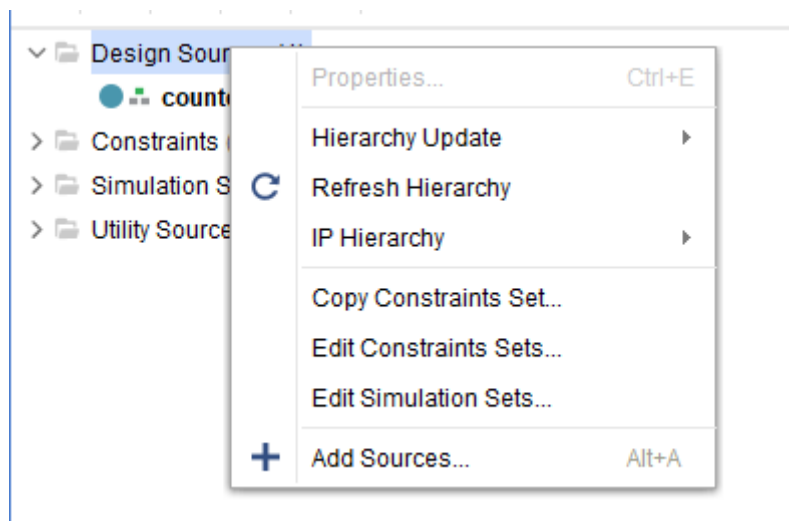 Design Sour
Properties... Ctrl+E
Hierarchy Update
Constraints
Simulation S
Refresh Hierarchy
Utility Source
IP Hierarchy
Copy Constraints Set...
Edit Constraints Sets...
Edit Simulation Sets...
Add Sources... Alt+A